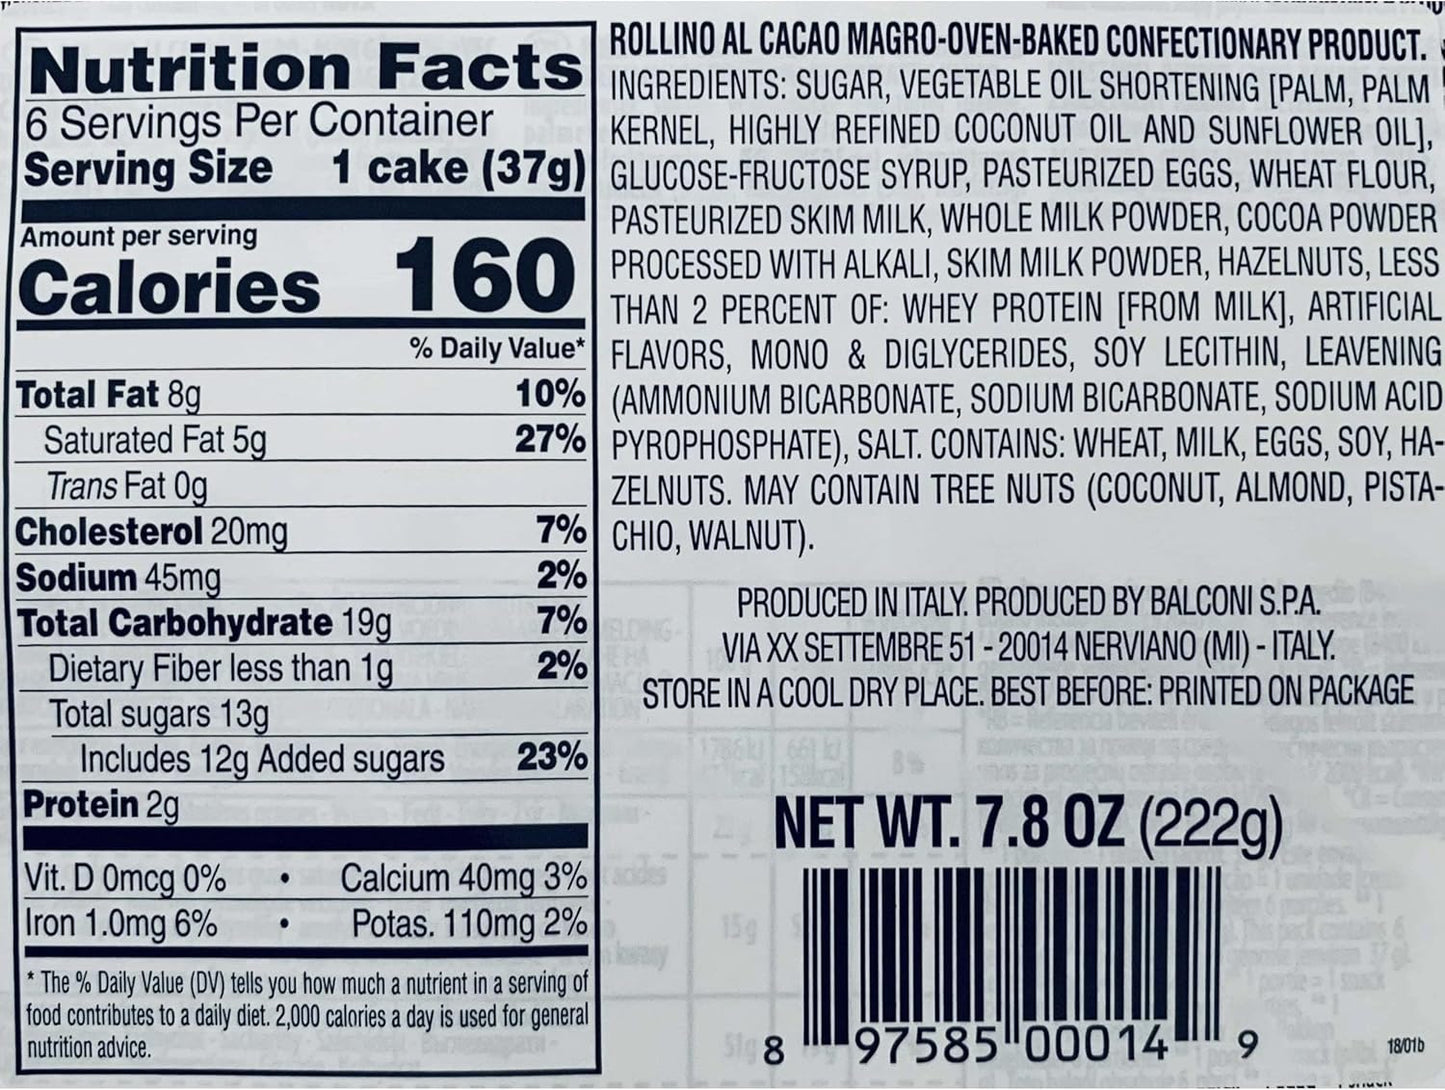 Nutrition Facts
6 Servings Per Container
Serving Size 1 cake (37g)
Amount per serving
Calories 160
% Daily Value*
Total Fat 8g 10%
Saturated Fat 5g 27%
Trans Fat 0g
Cholesterol 20mg 7%
Sodium 45mg 2%
Total Carbohydrate 19g 7%
Dietary Fiber less than 1g 2%
Total sugars 13g
Includes 12g Added sugars 23%
Protein 2g
Vit. D 0mcg 0% • Calcium 40mg 3%
Iron 1.0mg 6% • Potas. 110mg 2%
* The % Daily Value (DV) tells you how much a nutrient in a serving of
food contributes to a daily diet. 2,000 calories a day is used for general
nutrition advice.
ROLLINO AL CACAO MAGRO-OVEN-BAKED CONFECTIONARY PRODUCT.
INGREDIENTS: SUGAR, VEGETABLE OIL SHORTENING [PALM, PALM
KERNEL, HIGHLY REFINED COCONUT OIL AND SUNFLOWER OIL],
GLUCOSE-FRUCTOSE SYRUP, PASTEURIZED EGGS, WHEAT FLOUR,
PASTEURIZED SKIM MILK, WHOLE MILK POWDER, COCOA POWDER
PROCESSED WITH ALKALI, SKIM MILK POWDER, HAZELNUTS, LESS
THAN 2 PERCENT OF: WHEY PROTEIN [FROM MILK], ARTIFICIAL
FLAVORS, MONO & DIGLYCERIDES, SOY LECITHIN, LEAVENING
(AMMONIUM BICARBONATE, SODIUM BICARBONATE, SODIUM ACID
PYROPHOSPHATE), SALT. CONTAINS: WHEAT, MILK, EGGS, SOY, HA-
ZELNUTS. MAY CONTAIN TREE NUTS (COCONUT, ALMOND, PISTA-
CHIO, WALNUT).
PRODUCED IN ITALY. PRODUCED BY BALCONI S.P.A.
VIA XX SETTEMBRE 51 - 20014 NERVIANO (MI) - ITALY.
STORE IN A COOL DRY PLACE. BEST BEFORE: PRINTED ON PACKAGE
NET WT. 7.8 OZ (222g)
8 97585 00014 9
18/01b